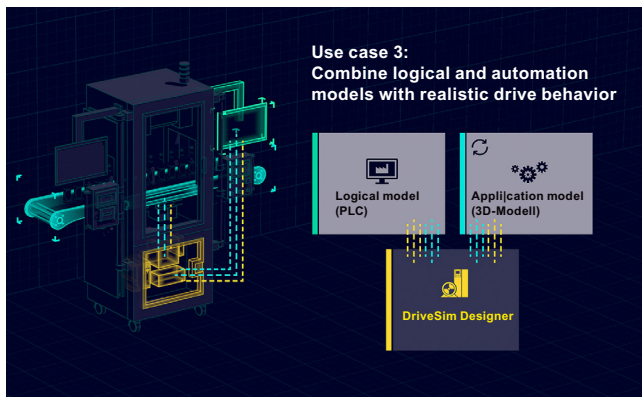 Use case 3:
Combine logical and automation
models with realistic drive behavior
Logical model
(PLC)
Appli|cation model
(3D-Modell)
DriveSim Designer